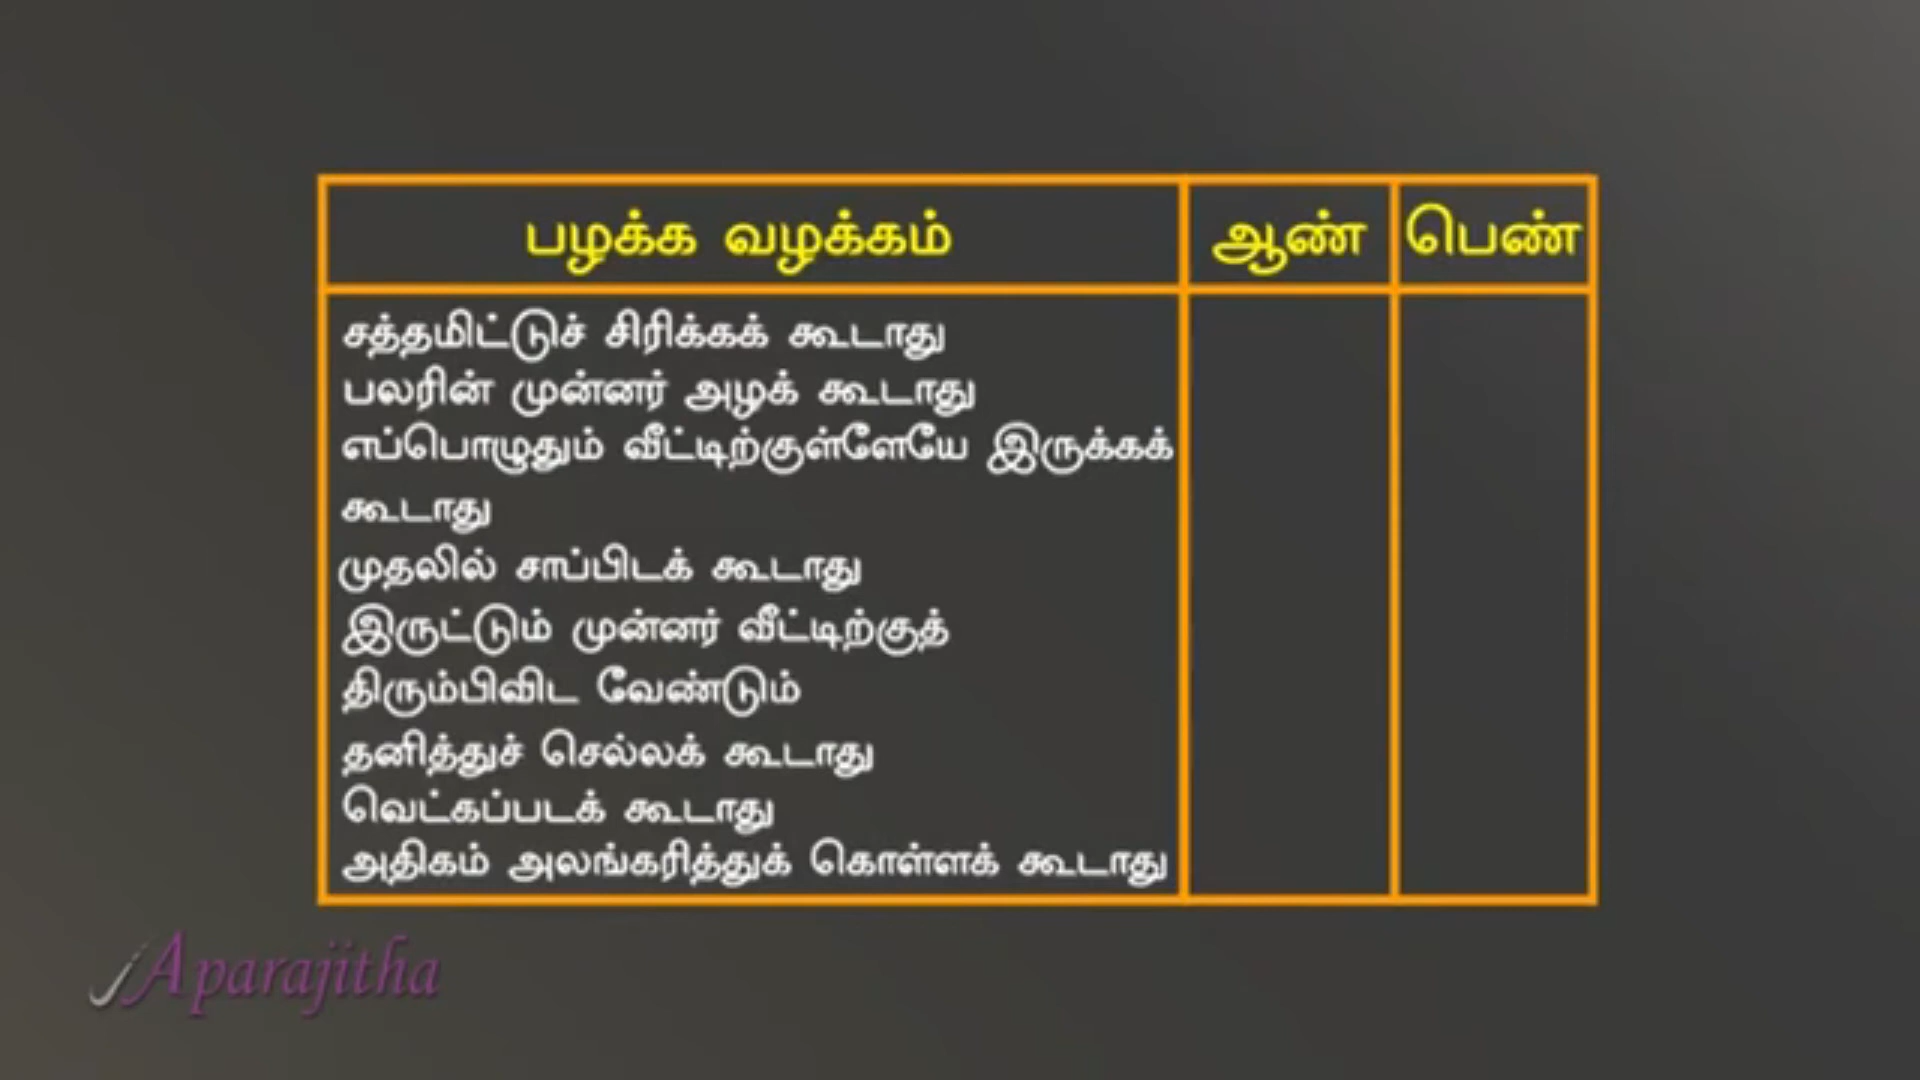 பழக்க வழக்கம் ஆண் பெண்
சத்தமிட்டுச் சிரிக்கக் கூடாது
பலரின் முன்னர் அழக் கூடாது
எப்பொழுதும் வீட்டிற்குள்ளேயே இருக்கக்
கூடாது
முதலில் சாப்பிடக் கூடாது
இருட்டும் முன்னர் வீட்டிற்குத்
திரும்பிவிட வேண்டும்
தனித்துச் செல்லக் கூடாது
வெட்கப்படக் கூடாது
அதிகம் அலங்கரித்துக் கொள்ளக் கூடாது
Aparajitha